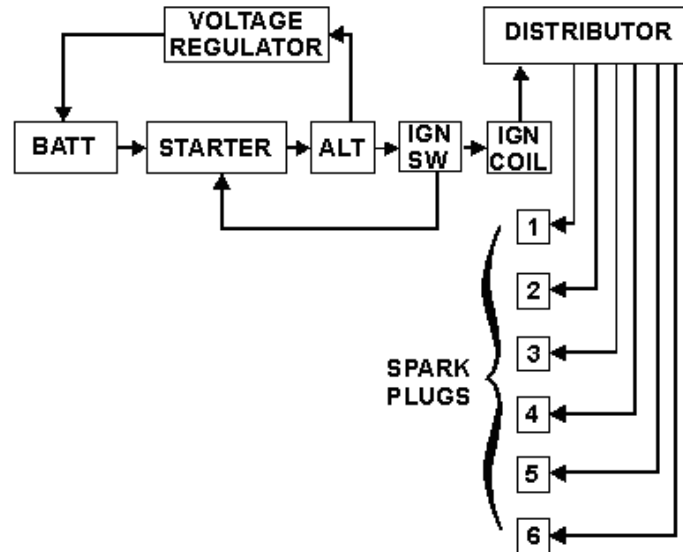 VOLTAGE
REGULATOR
DISTRIBUTOR
BATT
STARTER
ALT
IGN
SW
IGN
COIL
1
2
3
SPARK
PLUGS
4
5
6